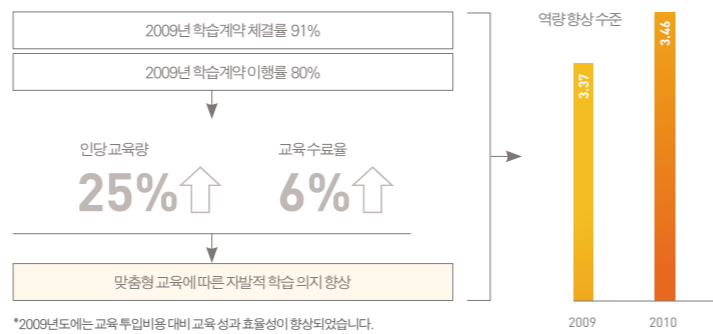 2009년 학습계약 체결률 91%
2009년 학습계약 이행률 80%
인당 교육량
교육 수료율
25%
6%
맞춤형 교육에 따른 자발적 학습 의지 향상
*2009년도에는 교육 투입비용 대비 교육 성과 효율성이 향상되었습니다.
역량 향상 수준
3.37
3.46
2009
2010